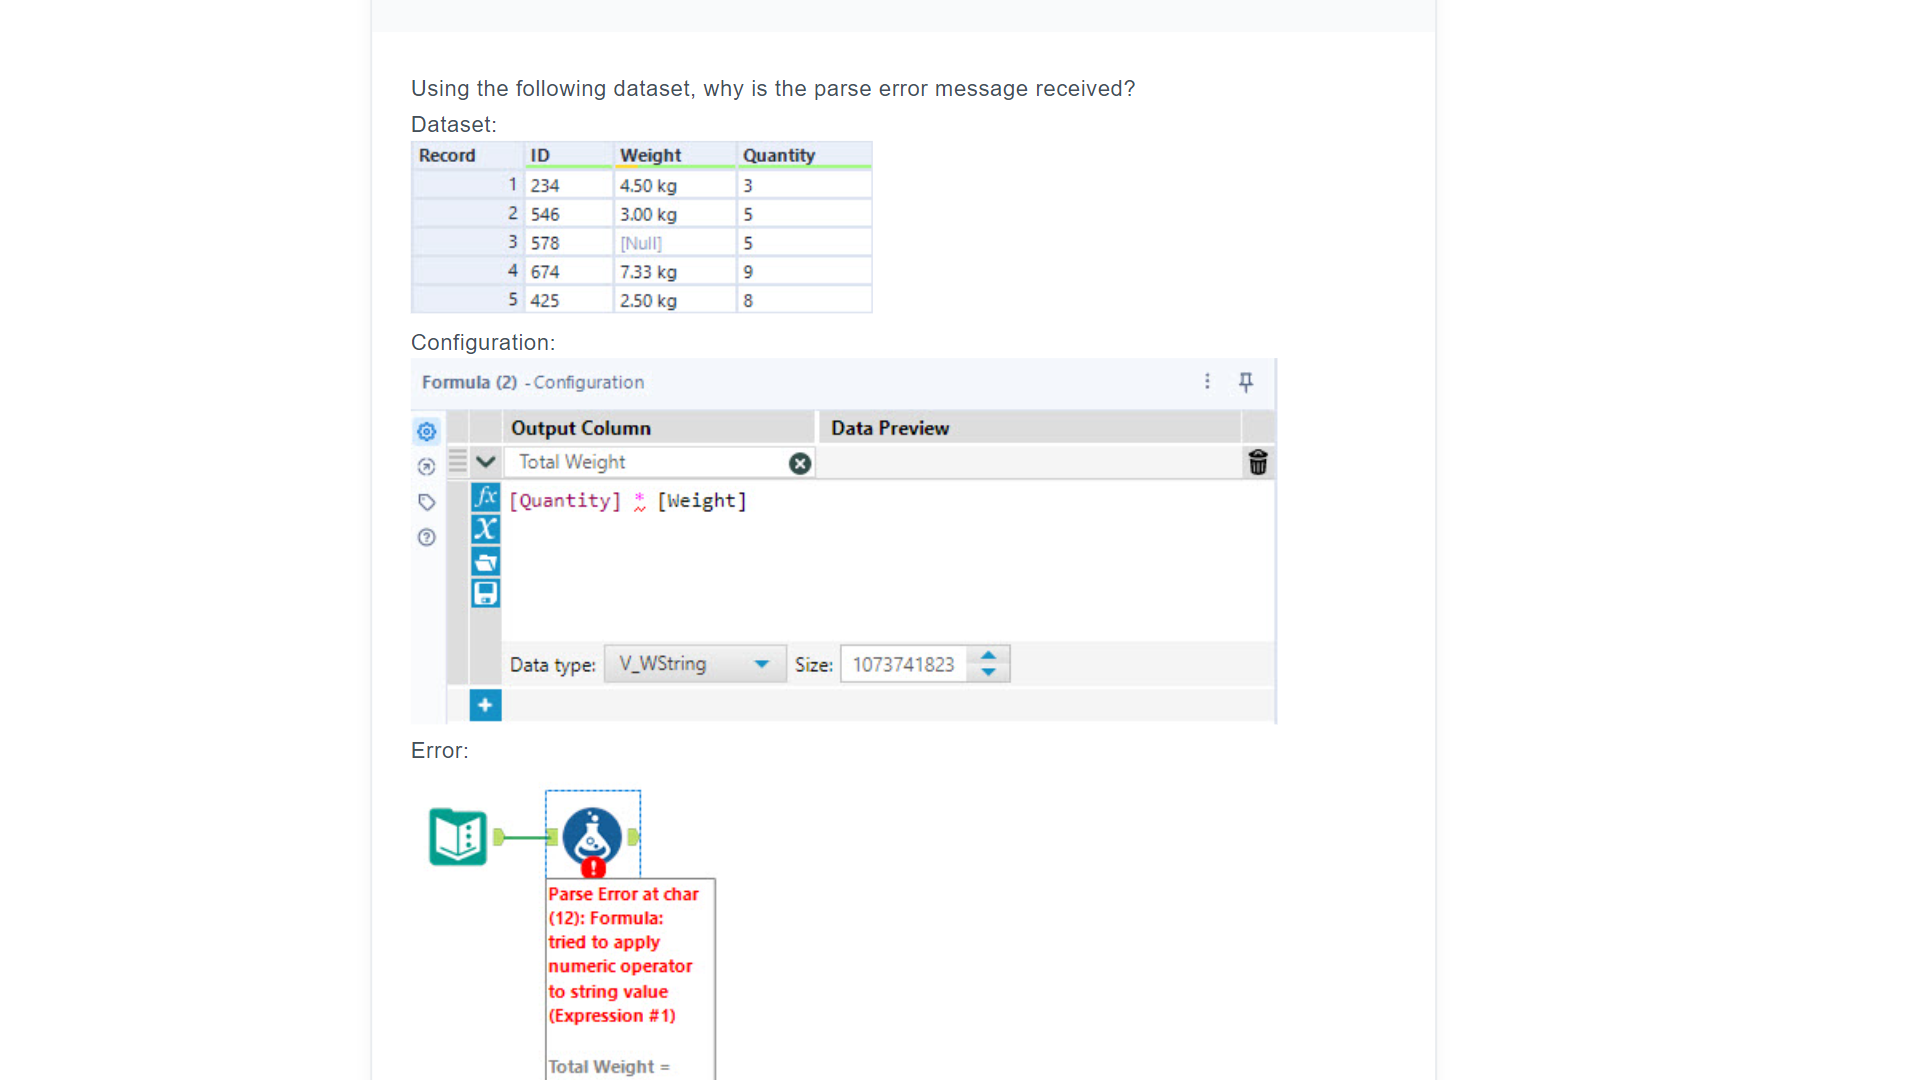 Using the following dataset, why is the parse error message received?
Dataset:
Record ID Weight Quantity
1 234 4.50 kg 3
2 546 3.00 kg 5
3 578 [Null] 5
4 674 7.33 kg 9
5 425 2.50 kg 8
Configuration:
Formula (2) - Configuration
Output Column Data Preview
Total Weight
fx [Quantity] * [Weight]
X
Data type: V_WString Size: 1073741823
Error:
Parse Error at char
(12): Formula:
tried to apply
numeric operator
to string value
(Expression #1)
Total Weight =